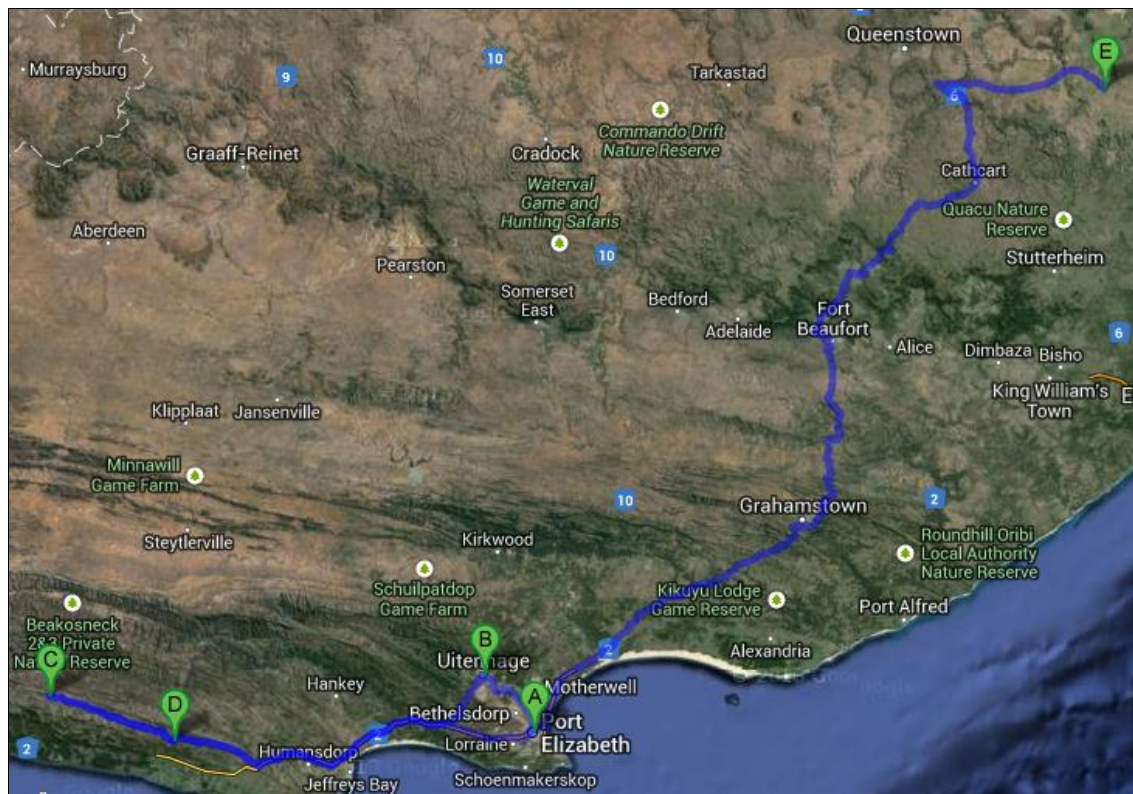 Queenstown
E
Murraysburg
10
9
Tarkastad
6
Commando Drift
Nature Reserve
Graaff-Reinet
Cradock
Cathcart
Waterval
Game and
Hunting Safaris
Quacu Nature
Reserve
Aberdeen
10
Pearston
Stutterheim
Somerset
East
Bedford
Fort
Beaufort
Adelaide
6
Alice
Dimbaza
Bisho
King William's
Town
E
Klipplaat
Jansenville
Minnawill
Game Farm
10
2
Grahamstown
Steytlerville
Kirkwood
Roundhill Oribi
Local Authority
Nature Reserve
Schuilpatdop
Game Farm
Kikuyu Lodge
Game Reserve
Beakosneck
2&3 Private
Nature Reserve
Port Alfred
B
C
2
Uitenhage
Alexandria
Hankey
Motherwell
D
A
Bethelsdorp
Port
Elizabeth
2
Lorraine
2
Humansdorp
Jeffreys Bay
Schoenmakerskop